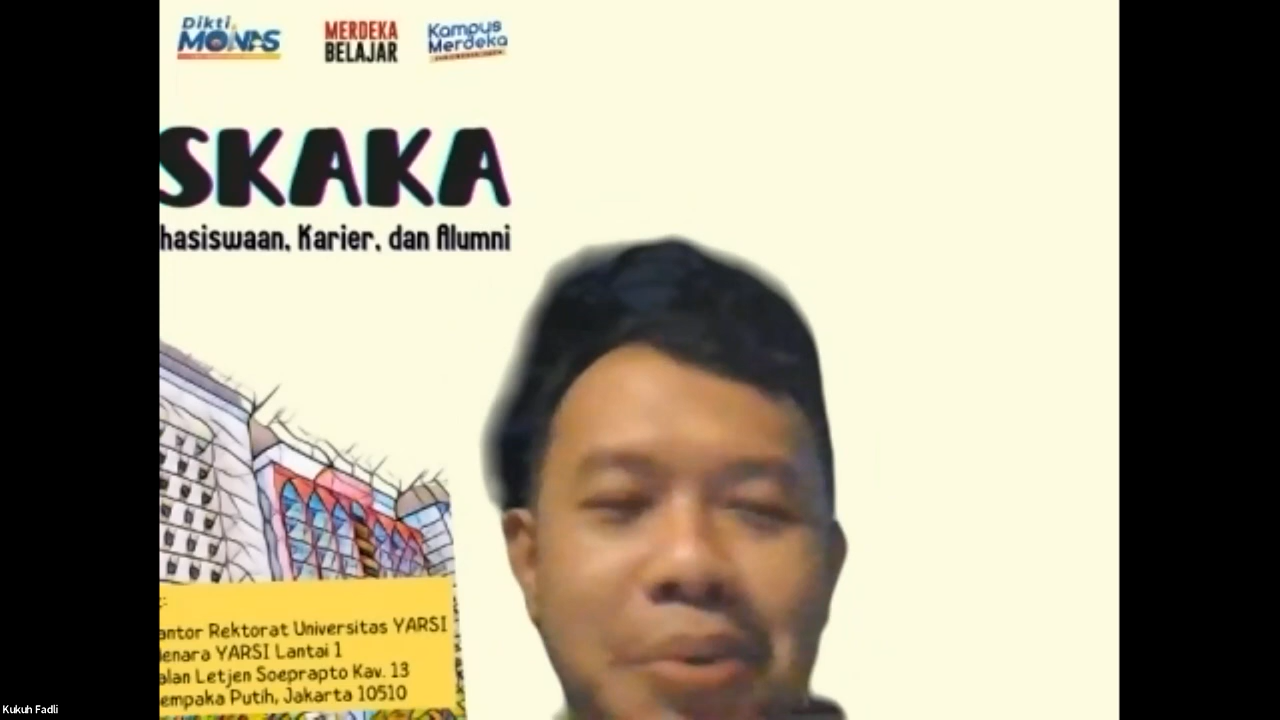 Dikti
MONAS
MERDEKA
BELAJAR
Kampus
Merdeka
SKAKA
hasiswaan, Karier, dan Alumni
antor Rektorat Universitas YARSI
enara YARSI Lantai 1
alan Letjen Soeprapto Kav. 13
empaka Putih, Jakarta 10510
Kukuh Fadli